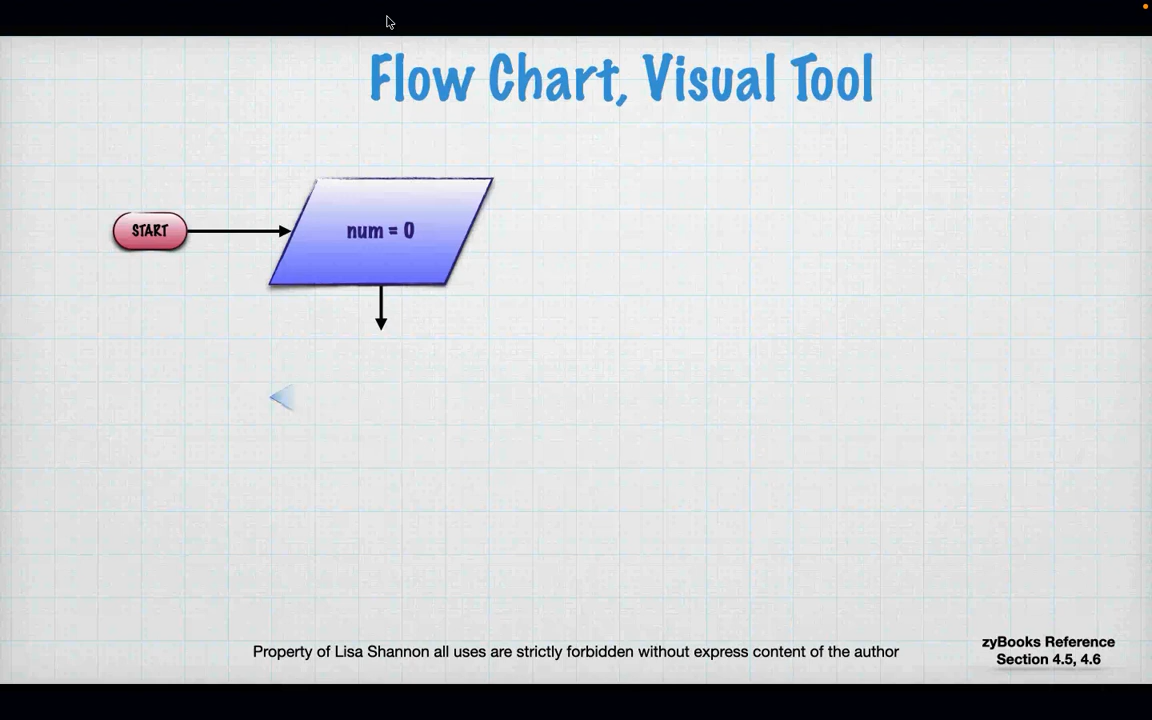 Flow Chart, Visual Tool
START
num = 0
Property of Lisa Shannon all uses are strictly forbidden without express content of the author
zyBooks Reference
Section 4.5, 4.6